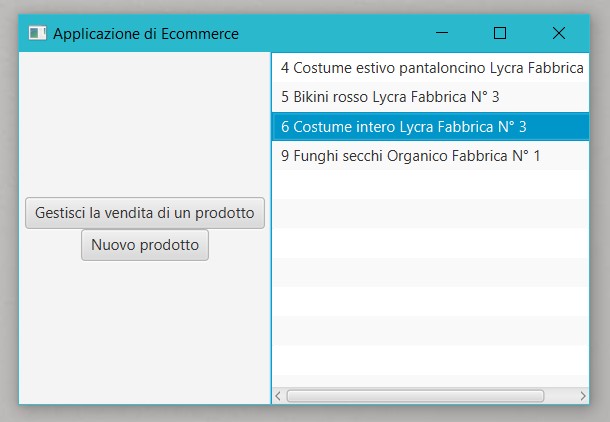 Applicazione di Ecommerce
4 Costume estivo pantaloncino Lycra Fabbrica
5 Bikini rosso Lycra Fabbrica N° 3
6 Costume intero Lycra Fabbrica N° 3
9 Funghi secchi Organico Fabbrica N° 1
Gestisci la vendita di un prodotto
Nuovo prodotto